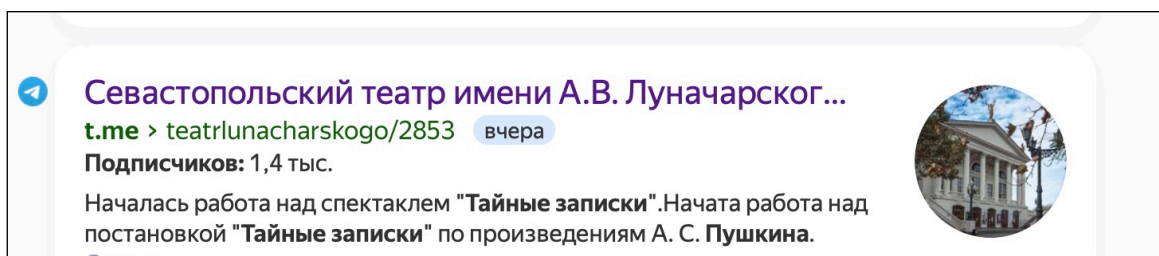 Севастопольский театр имени А.В. Луначарског...
t.me › teatrlunacharskogo/2853 вчера
Подписчиков: 1,4 тыс.
Началась работа над спектаклем "Тайные записки".Начата работа над
постановкой "Тайные записки" по произведениям А. С. Пушкина.